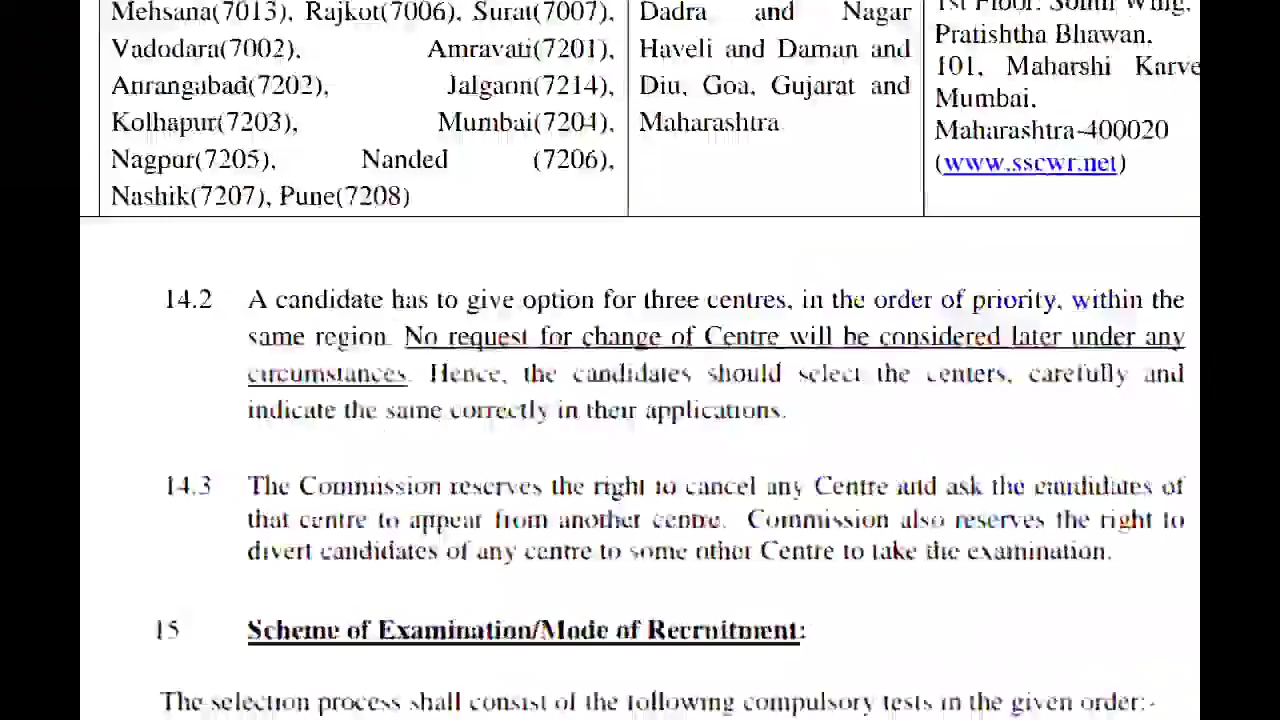 Mehsana(7013), Rajkot(7006), Surat(7007),
Vadodara(7002), Amravati(7201),
Aurangabad(7202), Jalgaon(7214),
Kolhapur(7203), Mumbai(7204),
Nagpur(7205), Nanded (7206),
Nashik(7207), Pune(7208)
Dadra and Nagar
Haveli and Daman and
Diu, Goa, Gujarat and
Maharashtra
1st Floor, South Wing,
Pratishtha Bhawan,
101, Maharshi Karve
Mumbai,
Maharashtra-400020
(www.sscwr.net)
14.2 A candidate has to give option for three centres, in the order of priority, within the
same region. No request for change of Centre will be considered later under any
circumstances. Hence, the candidates should select the centers, carefully and
indicate the same correctly in their applications.
14.3 The Commission reserves the right to cancel any Centre and ask the candidates of
that centre to appear from another centre. Commission also reserves the right to
divert candidates of any centre to some other Centre to take the examination.
15 Scheme of Examination/Mode of Recruitment:
The selection process shall consist of the following compulsory tests in the given order:-